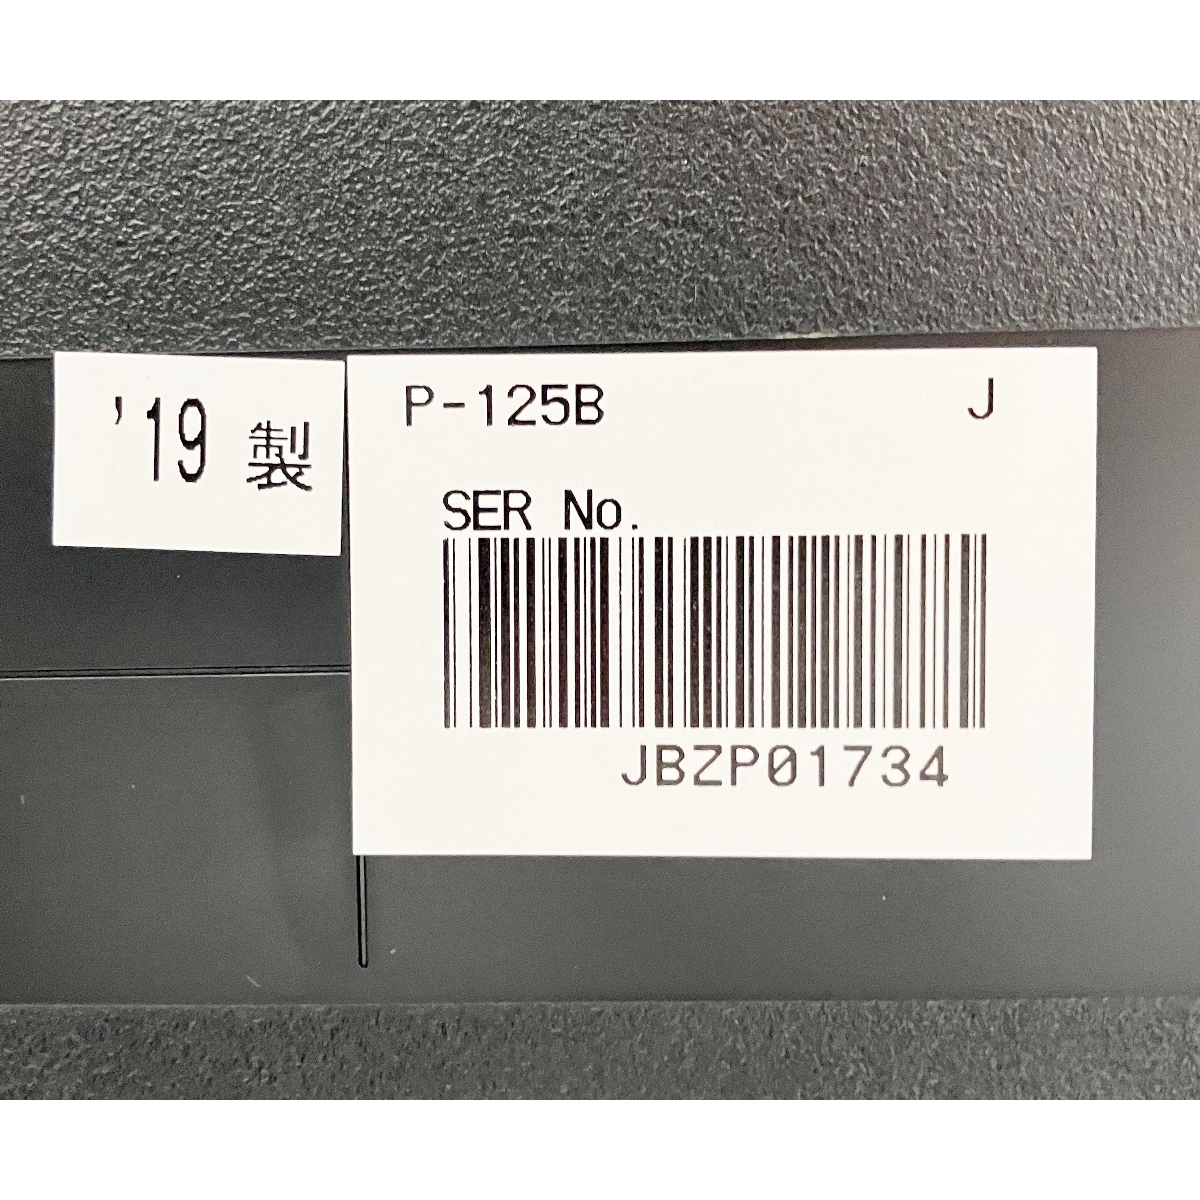 '19 製
P-125B J
SER No.
JBZP01734